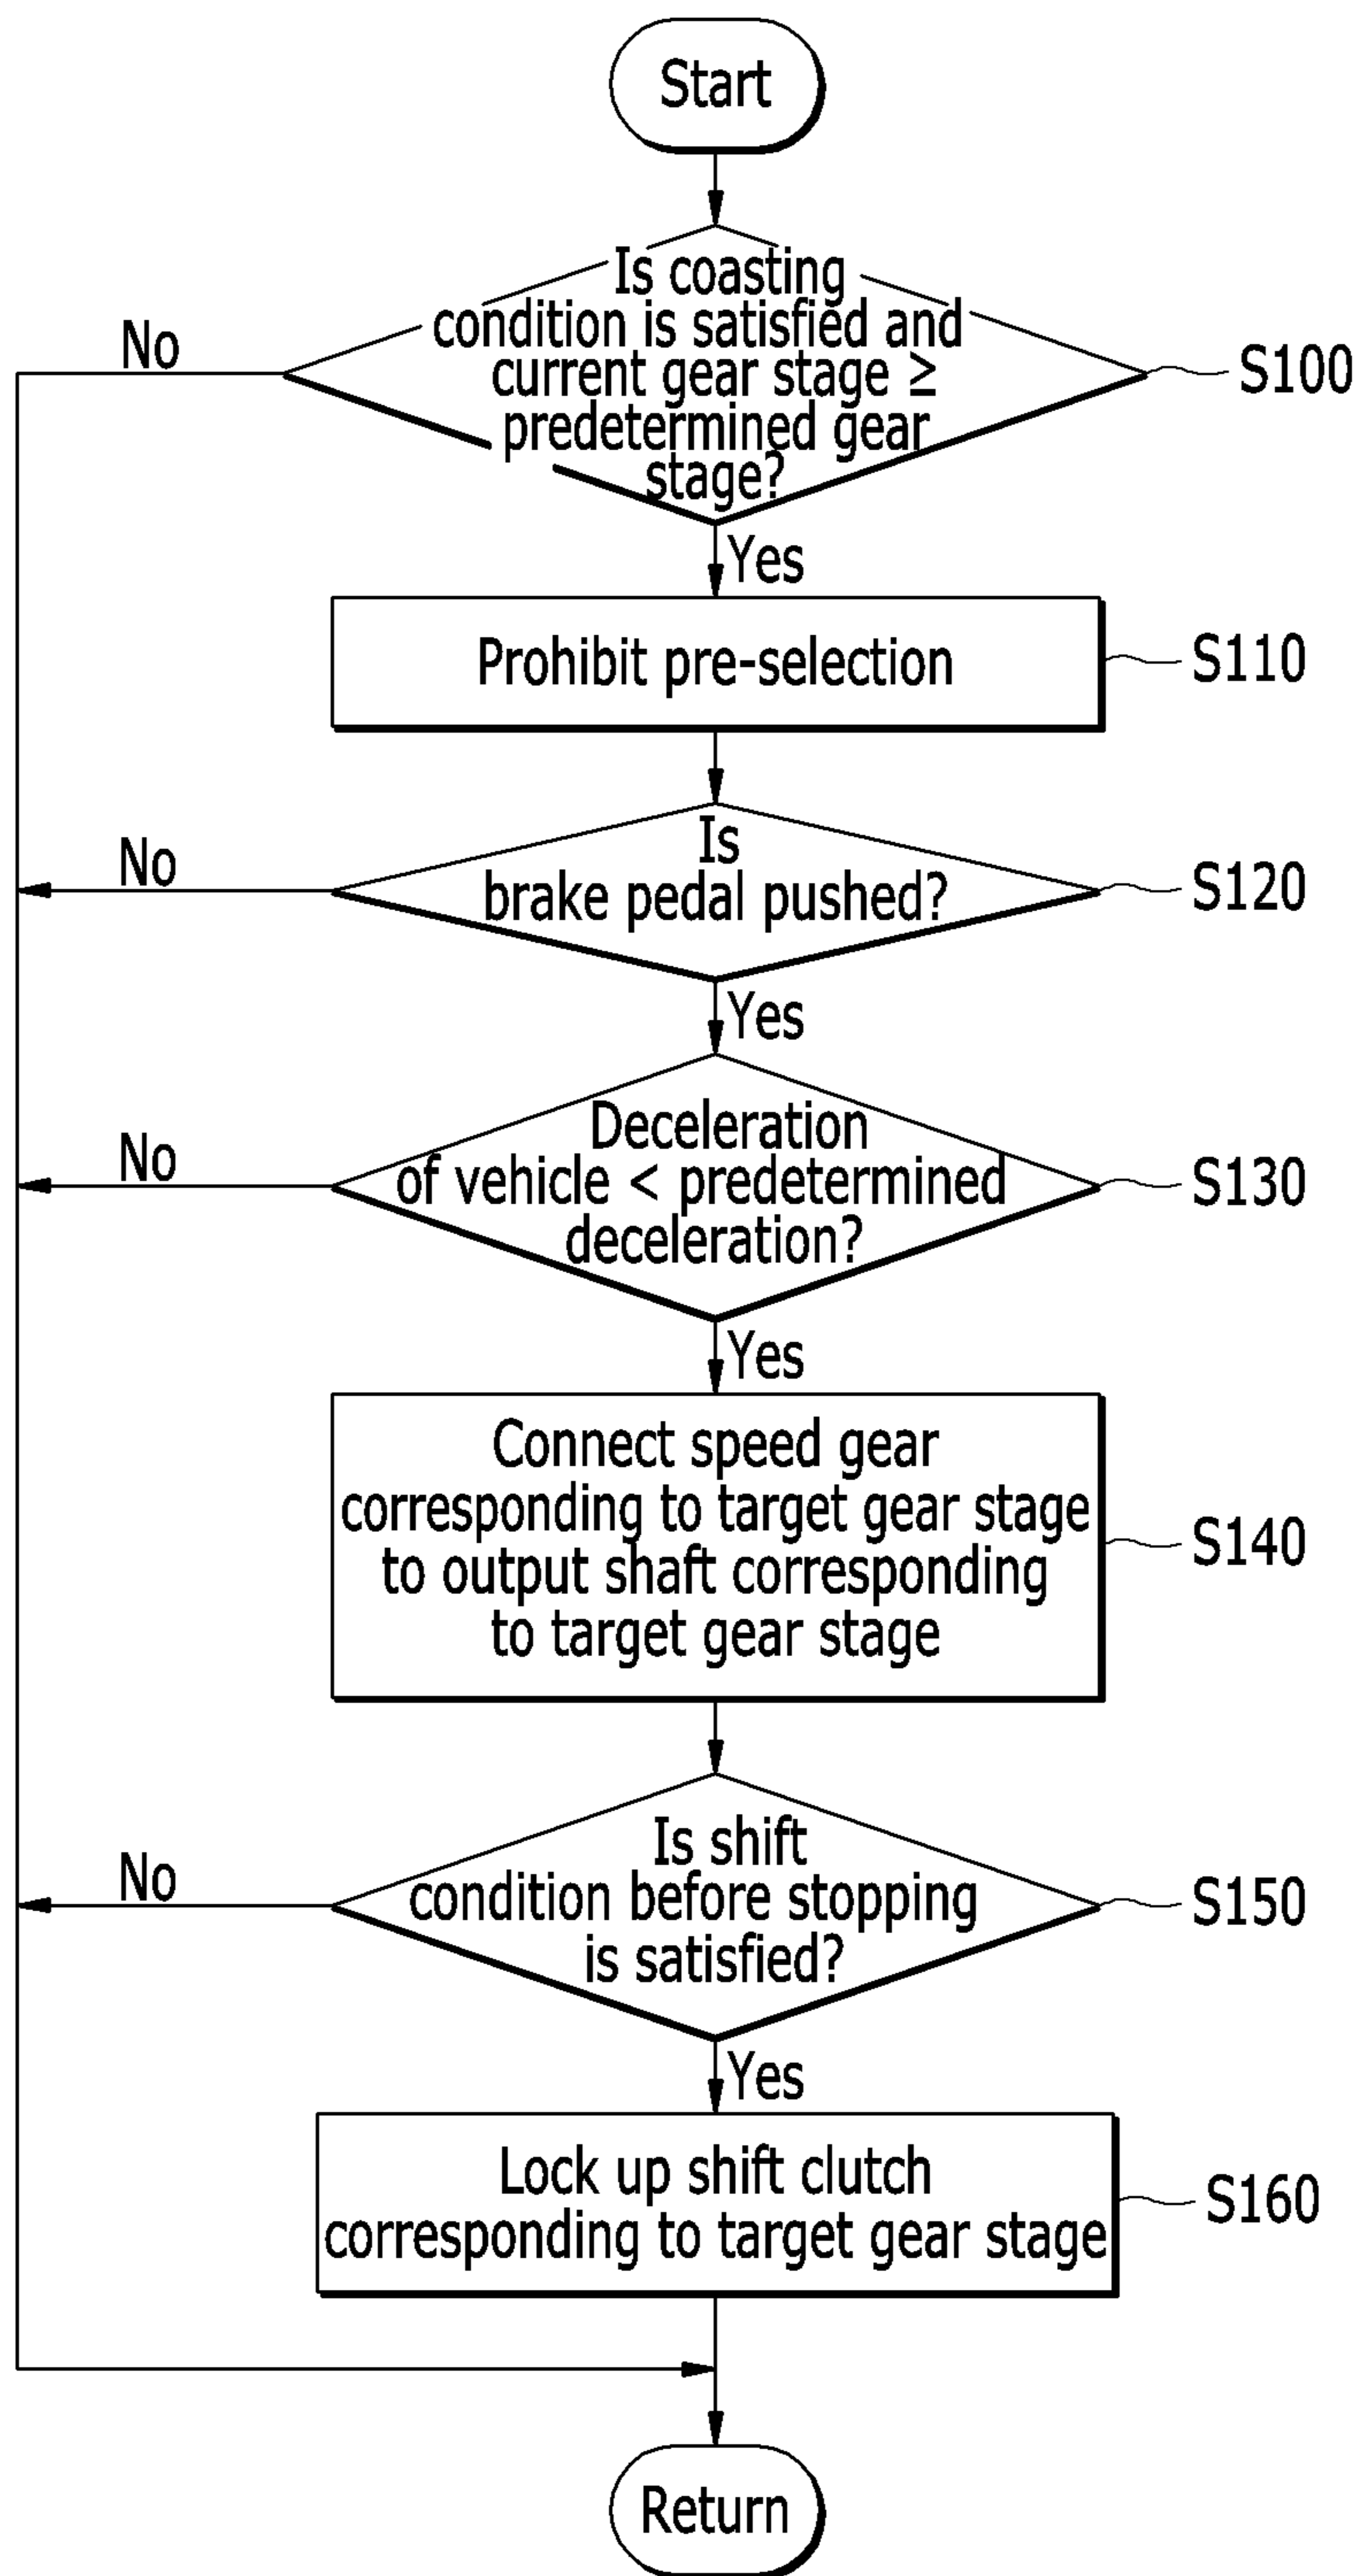 Start
Is coasting
condition is satisfied and
current gear stage ≥
predetermined gear
stage?
No
S100
Yes
Prohibit pre-selection
S110
Is
brake pedal pushed?
No
S120
Yes
Deceleration
of vehicle < predetermined
deceleration?
No
S130
Yes
Connect speed gear
corresponding to target gear stage
to output shaft corresponding
to target gear stage
S140
Is shift
condition before stopping
is satisfied?
No
S150
Yes
Lock up shift clutch
corresponding to target gear stage
S160
Return